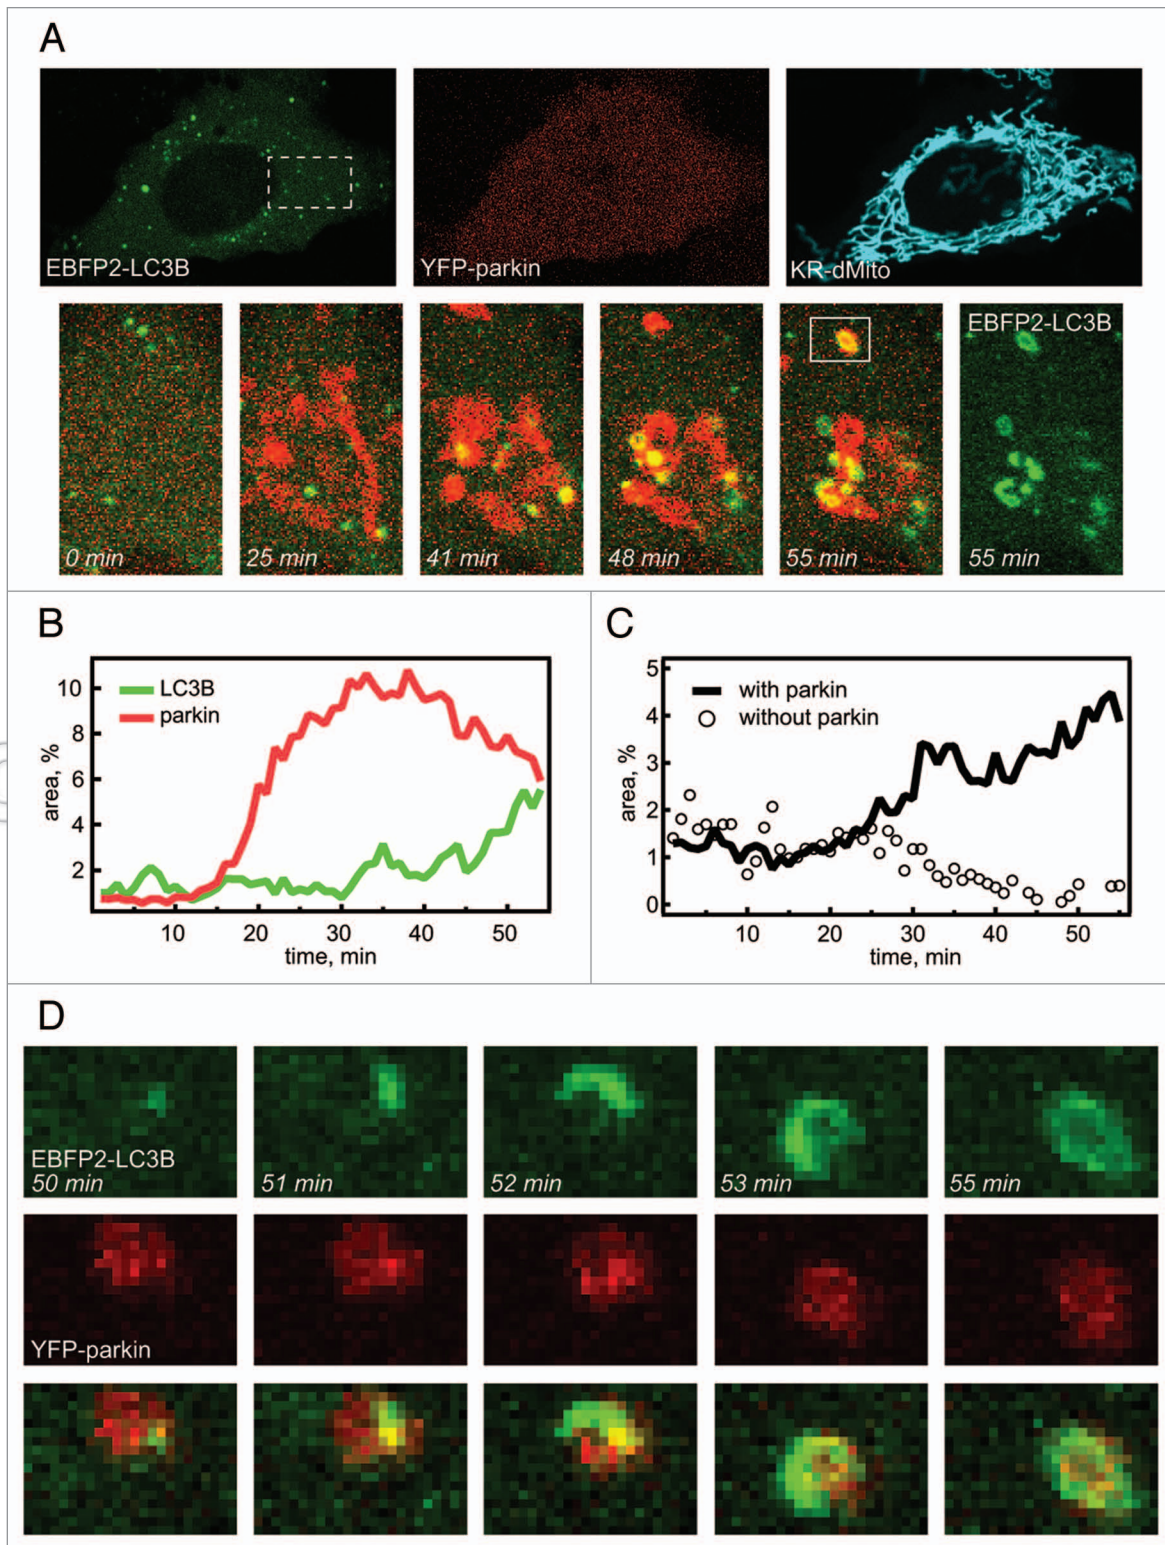 A
EBFP2-LC3B
YFP-parkin
KR-dMito
EBFP2-LC3B
0 min
25 min
41 min
48 min
55 min
55 min
B
10
8
6
4
2
area, %
LC3B
parkin
10 20 30 40 50
time, min
C
5
4
3
2
1
0
area, %
with parkin
without parkin
10 20 30 40 50
time, min
D
EBFP2-LC3B
50 min
51 min
52 min
53 min
55 min
YFP-parkin